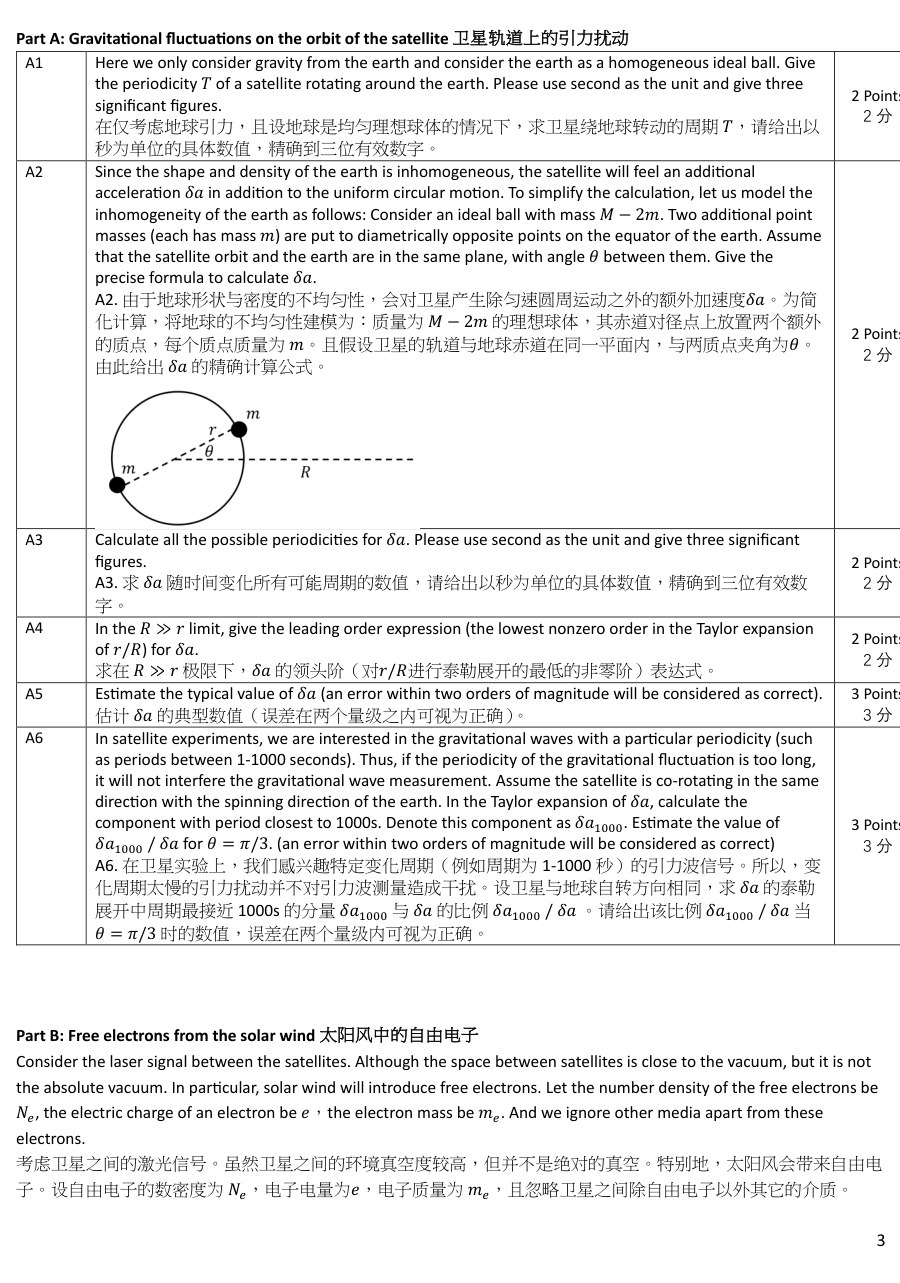 Part A: Gravitational fluctuations on the orbit of the satellite 卫星轨道上的引力扰动
A1
Here we only consider gravity from the earth and consider the earth as a homogeneous ideal ball. Give
the periodicity T of a satellite rotating around the earth. Please use second as the unit and give three
significant figures.
在仅考虑地球引力，且设地球是均匀理想球体的情况下，求卫星绕地球转动的周期 T，请给出以
秒为单位的具体数值，精确到三位有效数字。
2 Points
2 分
A2
Since the shape and density of the earth is inhomogeneous, the satellite will feel an additional
acceleration δa in addition to the uniform circular motion. To simplify the calculation, let us model the
inhomogeneity of the earth as follows: Consider an ideal ball with mass M − 2m. Two additional point
masses (each has mass m) are put to diametrically opposite points on the equator of the earth. Assume
that the satellite orbit and the earth are in the same plane, with angle θ between them. Give the
precise formula to calculate δa.
A2. 由于地球形状与密度的不均匀性，会对卫星产生除匀速圆周运动之外的额外加速度δa。为简
化计算，将地球的不均匀性建模为：质量为 M − 2m 的理想球体，其赤道对径点上放置两个额外
的质点，每个质点质量为 m。且假设卫星的轨道与地球赤道在同一平面内，与两质点夹角为θ。
由此给出 δa 的精确计算公式。
m
r
θ
m
R
2 Points
2 分
A3
Calculate all the possible periodicities for δa. Please use second as the unit and give three significant
figures.
A3. 求 δa 随时间变化所有可能周期的数值，请给出以秒为单位的具体数值，精确到三位有效数
字。
2 Points
2 分
A4
In the R ≫ r limit, give the leading order expression (the lowest nonzero order in the Taylor expansion
of r/R) for δa.
求在 R ≫ r 极限下，δa 的领头阶（对r/R进行泰勒展开的最低的非零阶）表达式。
2 Points
2 分
A5
Estimate the typical value of δa (an error within two orders of magnitude will be considered as correct).
估计 δa 的典型数值（误差在两个量级之内可视为正确）。
3 Points
3 分
A6
In satellite experiments, we are interested in the gravitational waves with a particular periodicity (such
as periods between 1-1000 seconds). Thus, if the periodicity of the gravitational fluctuation is too long,
it will not interfere the gravitational wave measurement. Assume the satellite is co-rotating in the same
direction with the spinning direction of the earth. In the Taylor expansion of δa, calculate the
component with period closest to 1000s. Denote this component as δa₁₀₀₀. Estimate the value of
δa₁₀₀₀ / δa for θ = π/3. (an error within two orders of magnitude will be considered as correct)
A6. 在卫星实验上，我们感兴趣特定变化周期（例如周期为 1-1000 秒）的引力波信号。所以，变
化周期太慢的引力扰动并不对引力波测量造成干扰。设卫星与地球自转方向相同，求 δa 的泰勒
展开中周期最接近 1000s 的分量 δa₁₀₀₀ 与 δa 的比例 δa₁₀₀₀ / δa 。请给出该比例 δa₁₀₀₀ / δa 当
θ = π/3 时的数值，误差在两个量级内可视为正确。
3 Points
3 分
Part B: Free electrons from the solar wind 太阳风中的自由电子
Consider the laser signal between the satellites. Although the space between satellites is close to the vacuum, but it is not
the absolute vacuum. In particular, solar wind will introduce free electrons. Let the number density of the free electrons be
Nₑ, the electric charge of an electron be e，the electron mass be mₑ. And we ignore other media apart from these
electrons.
考虑卫星之间的激光信号。虽然卫星之间的环境真空度较高，但并不是绝对的真空。特别地，太阳风会带来自由电
子。设自由电子的数密度为 Nₑ，电子电量为e，电子质量为 mₑ，且忽略卫星之间除自由电子以外其它的介质。
3